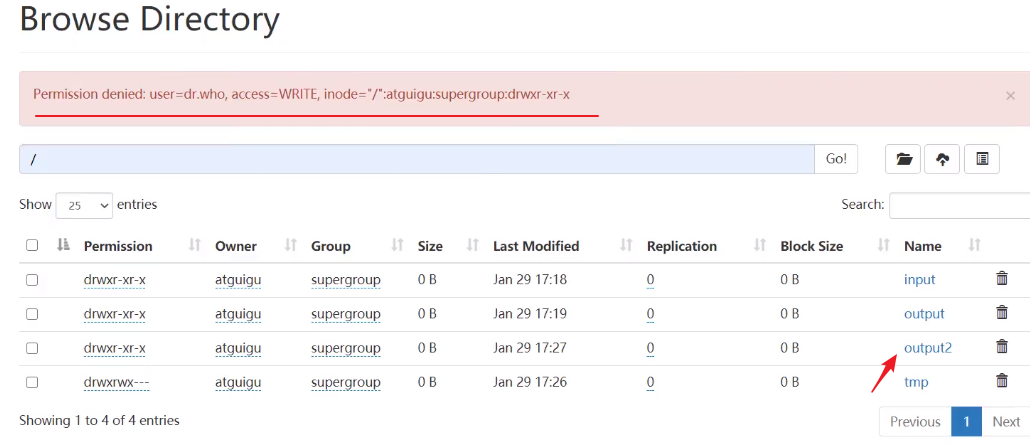 Browse Directory
Permission denied: user=dr.who, access=WRITE, inode="/":atguigu:supergroup:drwxr-xr-x ×
/ Go!
Show 25 entries Search:
Permission Owner Group Size Last Modified Replication Block Size Name
drwxr-xr-x atguigu supergroup 0 B Jan 29 17:18 0 0 B input
drwxr-xr-x atguigu supergroup 0 B Jan 29 17:19 0 0 B output
drwxr-xr-x atguigu supergroup 0 B Jan 29 17:27 0 0 B output2
drwxrwx--- atguigu supergroup 0 B Jan 29 17:26 0 0 B tmp
Showing 1 to 4 of 4 entries Previous 1 Next